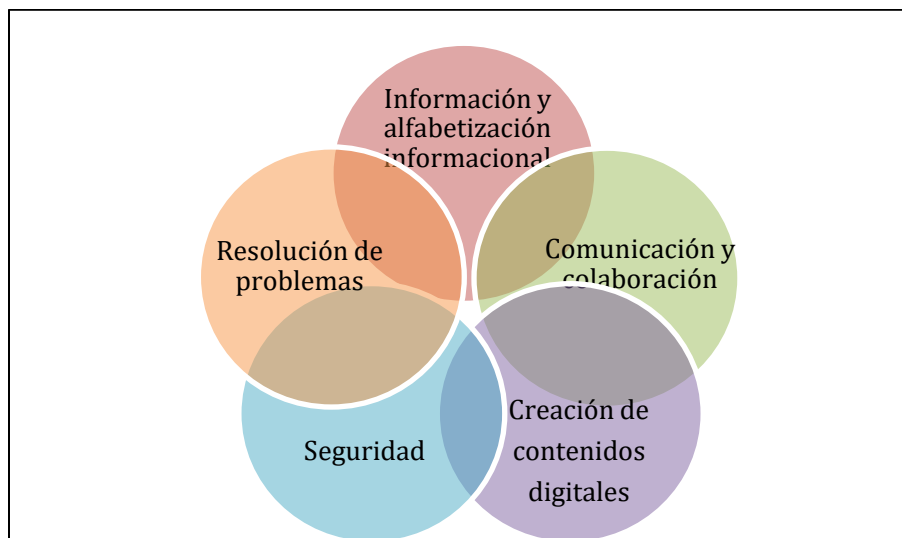 Información y
alfabetización
informacional
Comunicación y
colaboración
Creación de
contenidos
digitales
Seguridad
Resolución de
problemas